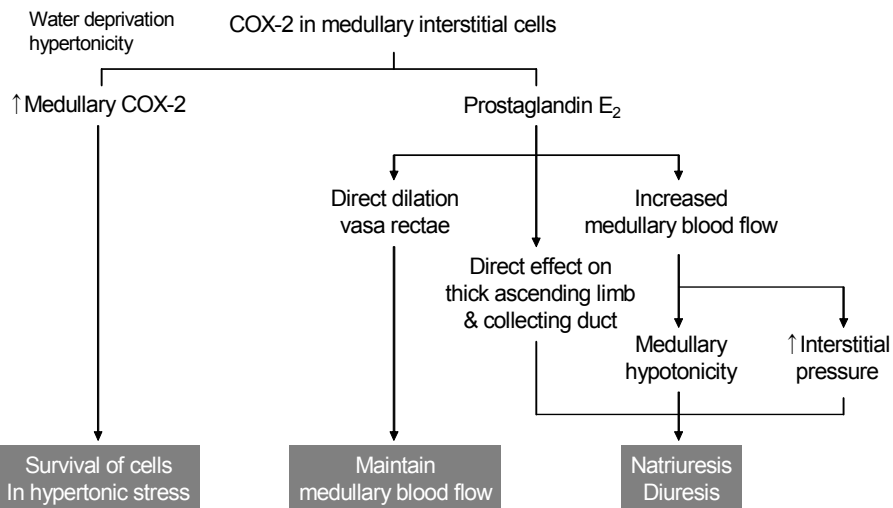 Water deprivation
hypertonicity
COX-2 in medullary interstitial cells
↑Medullary COX-2
Prostaglandin E₂
Direct dilation
vasa rectae
Increased
medullary blood flow
Direct effect on
thick ascending limb
& collecting duct
Medullary
hypotonicity
↑Interstitial
pressure
Survival of cells
In hypertonic stress
Maintain
medullary blood flow
Natriuresis
Diuresis